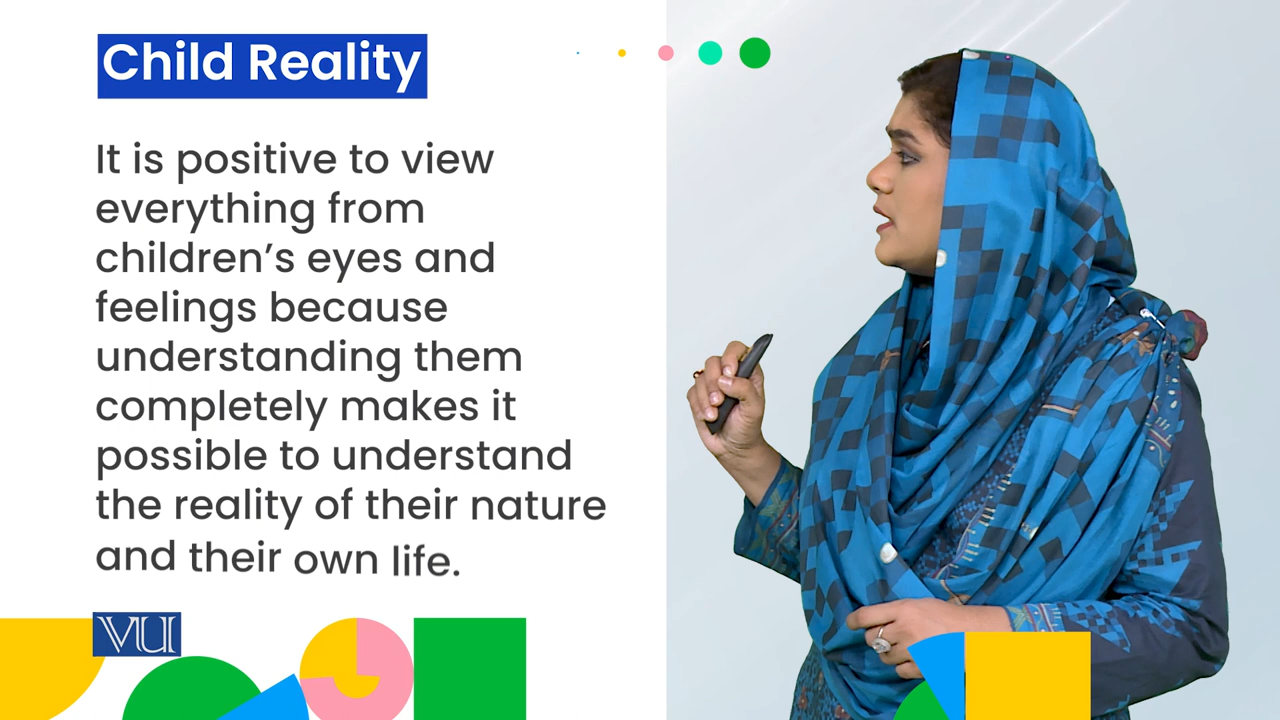 Child Reality
It is positive to view
everything from
children’s eyes and
feelings because
understanding them
completely makes it
possible to understand
the reality of their nature
and their own life.
VU